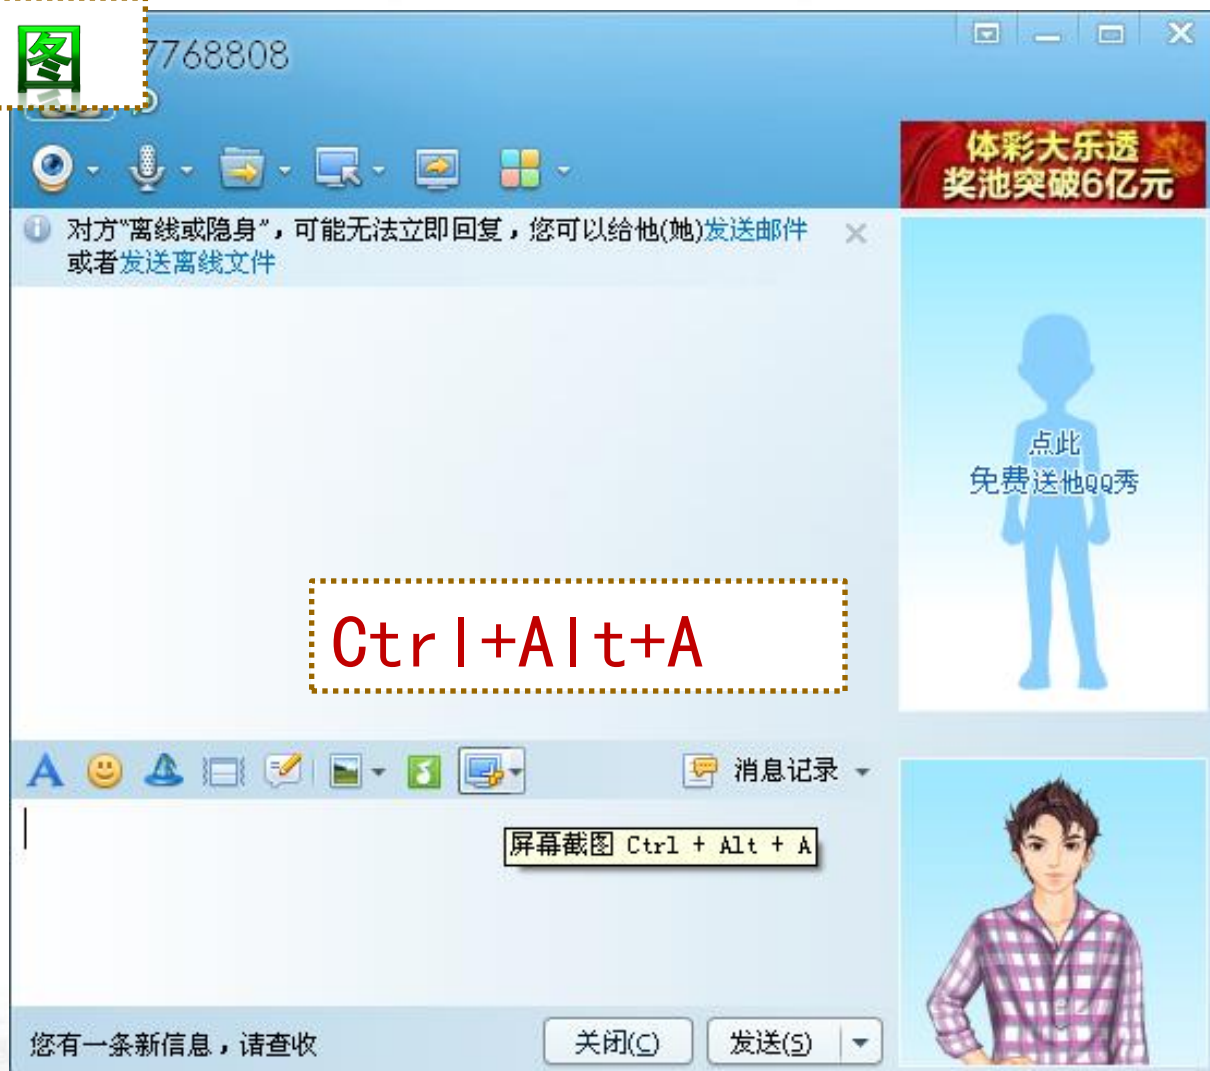 图
7768808
体彩大乐透
奖池突破6亿元
对方“离线或隐身”，可能无法立即回复，您可以给他(她)发送邮件
或者发送离线文件
点此
免费送他QQ秀
Ctrl+Alt+A
消息记录
屏幕截图 Ctrl + Alt + A
您有一条新信息，请查收
关闭(C)
发送(S)